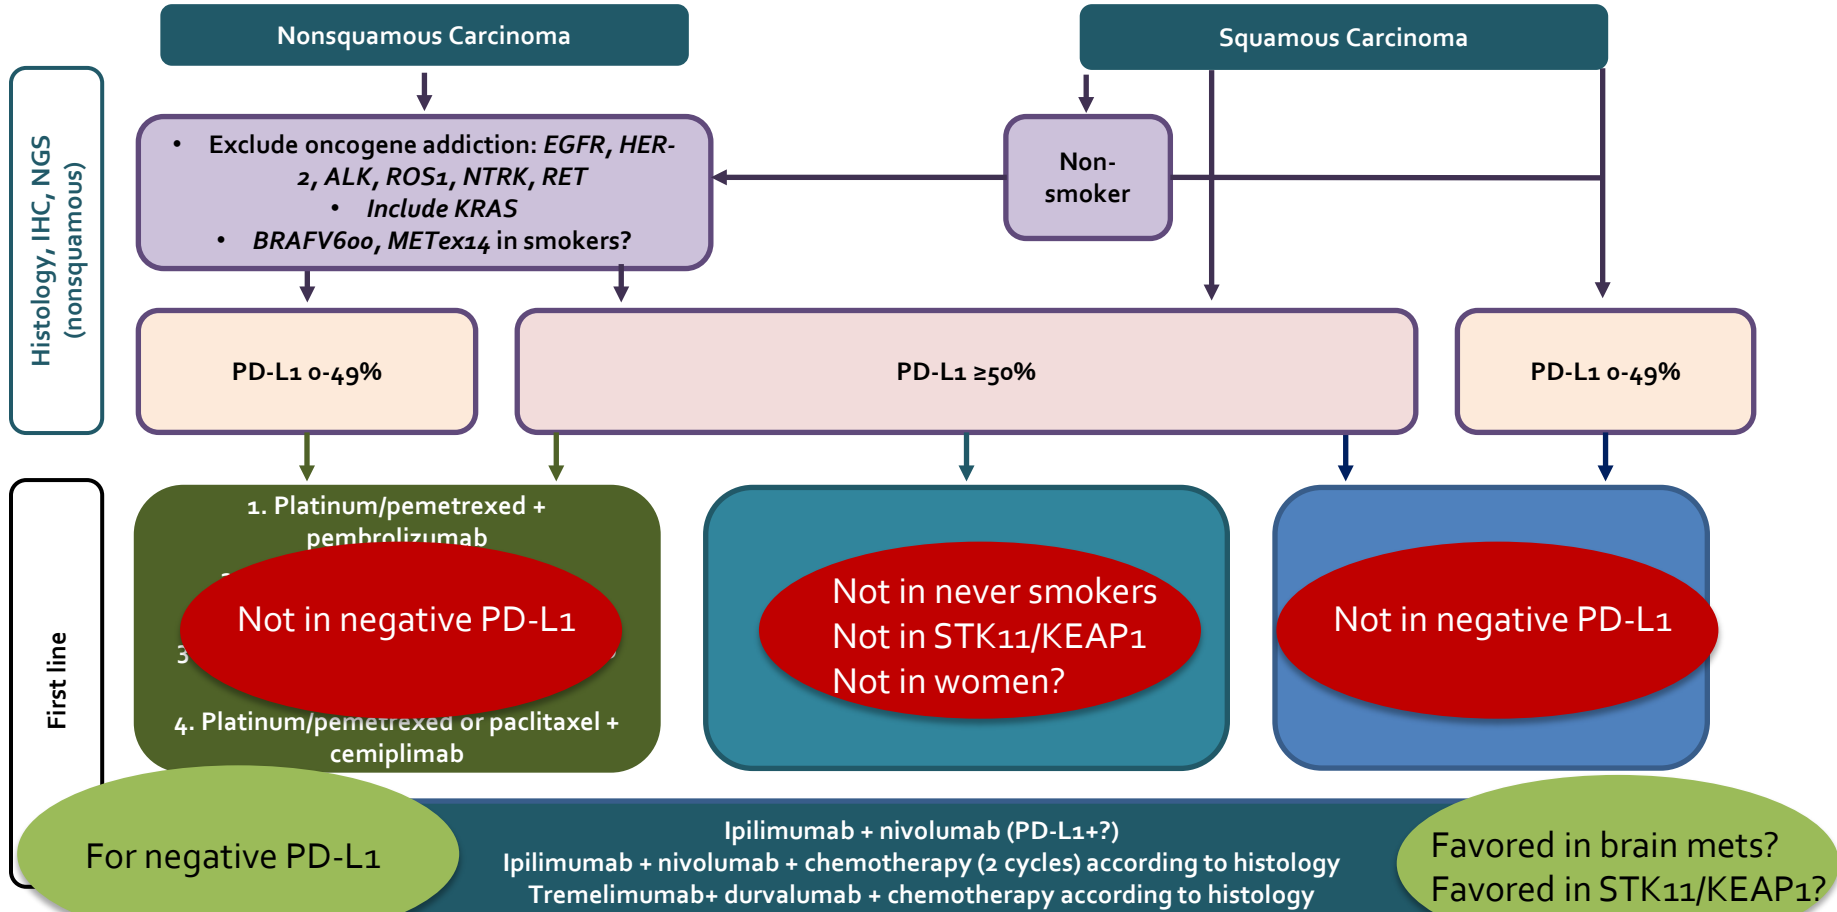 Nonsquamous Carcinoma
Squamous Carcinoma
Histology, IHC, NGS
(nonsquamous)
• Exclude oncogene addiction: EGFR, HER-
2, ALK, ROS1, NTRK, RET
• Include KRAS
• BRAFV600, METex14 in smokers?
Non-
smoker
PD-L1 0-49%
PD-L1 ≥50%
PD-L1 0-49%
First line
1. Platinum/pemetrexed +
pembrolizumab
Not in negative PD-L1
3
4. Platinum/pemetrexed or paclitaxel +
cemiplimab
Not in never smokers
Not in STK11/KEAP1
Not in women?
Not in negative PD-L1
For negative PD-L1
Ipilimumab + nivolumab (PD-L1+?)
Ipilimumab + nivolumab + chemotherapy (2 cycles) according to histology
Tremelimumab+ durvalumab + chemotherapy according to histology
Favored in brain mets?
Favored in STK11/KEAP1?